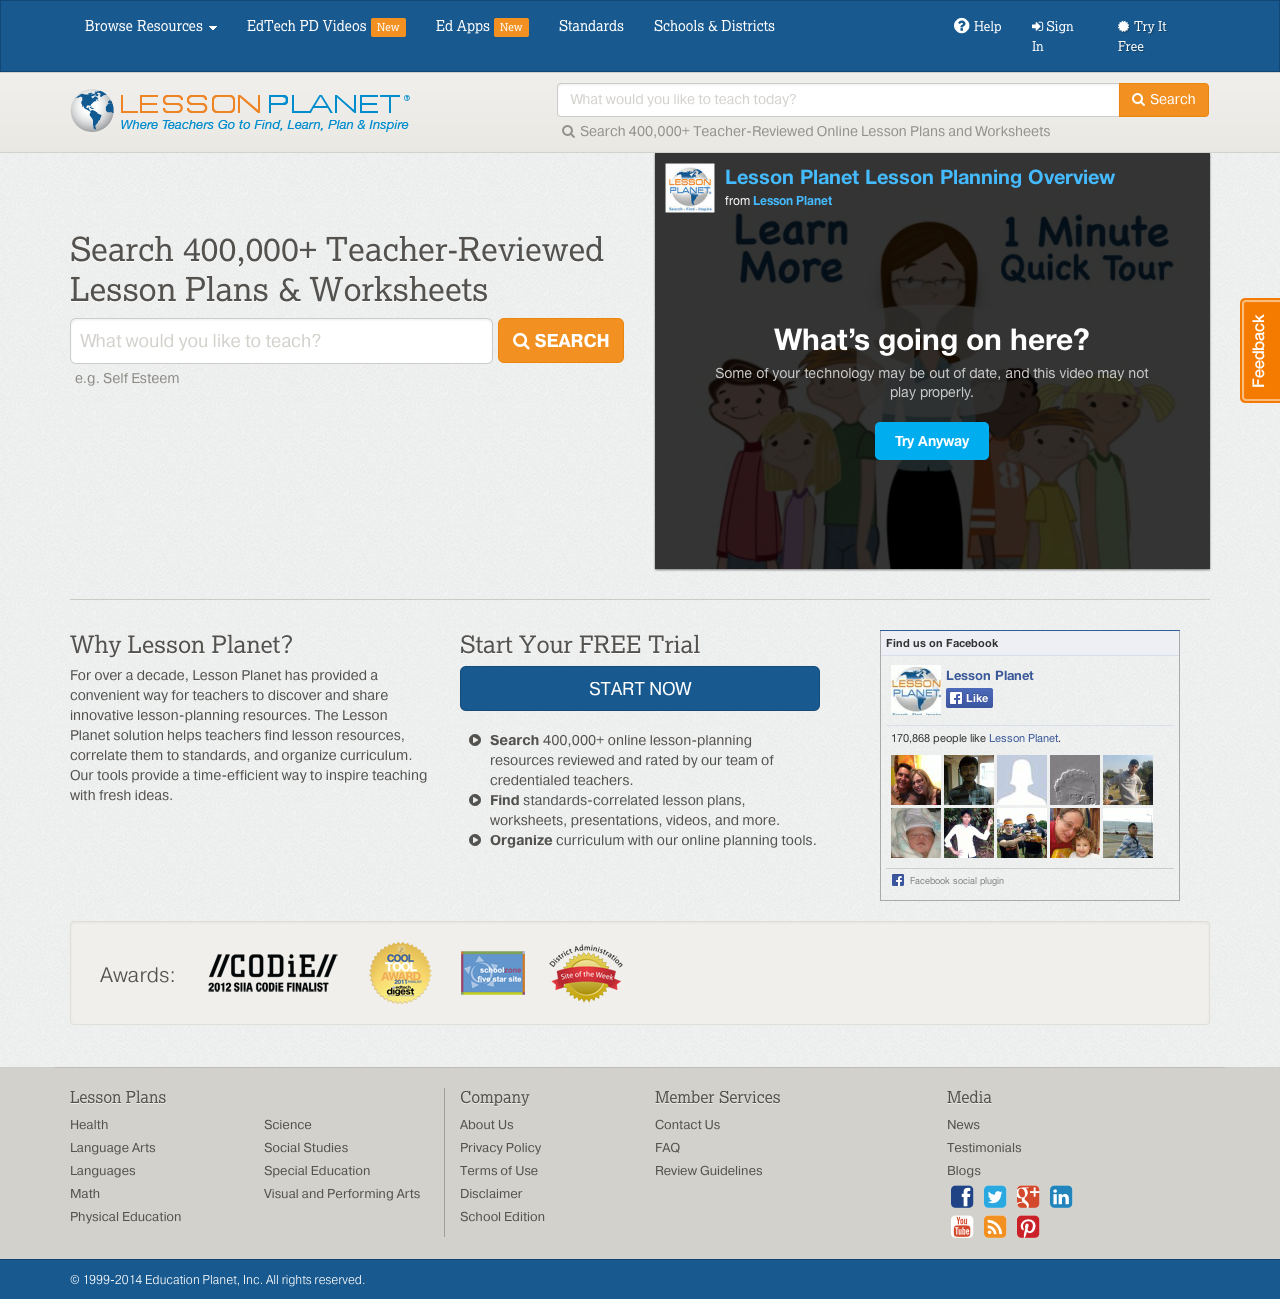 Browse Resources
EdTech PD Videos New
Ed Apps New
Standards
Schools & Districts
Help
Sign In
Try It Free
LESSON PLANET®
Where Teachers Go to Find, Learn, Plan & Inspire
What would you like to teach today?
Search
Search 400,000+ Teacher-Reviewed Online Lesson Plans and Worksheets
Search 400,000+ Teacher-Reviewed
Lesson Plans & Worksheets
What would you like to teach?
SEARCH
e.g. Self Esteem
LESSON PLANET
Search - Find - Inspire
Lesson Planet Lesson Planning Overview
from Lesson Planet
Learn More
1 Minute Quick Tour
What's going on here?
Some of your technology may be out of date, and this video may not
play properly.
Try Anyway
Feedback
Why Lesson Planet?
For over a decade, Lesson Planet has provided a
convenient way for teachers to discover and share
innovative lesson-planning resources. The Lesson
Planet solution helps teachers find lesson resources,
correlate them to standards, and organize curriculum.
Our tools provide a time-efficient way to inspire teaching
with fresh ideas.
Start Your FREE Trial
START NOW
Search 400,000+ online lesson-planning
resources reviewed and rated by our team of
credentialed teachers.
Find standards-correlated lesson plans,
worksheets, presentations, videos, and more.
Organize curriculum with our online planning tools.
Find us on Facebook
LESSON PLANET
Lesson Planet
Like
170,868 people like Lesson Planet.
Facebook social plugin
Awards:
//CODiE//
2012 SIIA CODiE FINALIST
COOL
TOOL
AWARD
2011
edtech
digest
schoolzone
five star site
District Administration
Site of the Week
Lesson Plans
Health
Language Arts
Languages
Math
Physical Education
Science
Social Studies
Special Education
Visual and Performing Arts
Company
About Us
Privacy Policy
Terms of Use
Disclaimer
School Edition
Member Services
Contact Us
FAQ
Review Guidelines
Media
News
Testimonials
Blogs
You
Tube
© 1999-2014 Education Planet, Inc. All rights reserved.